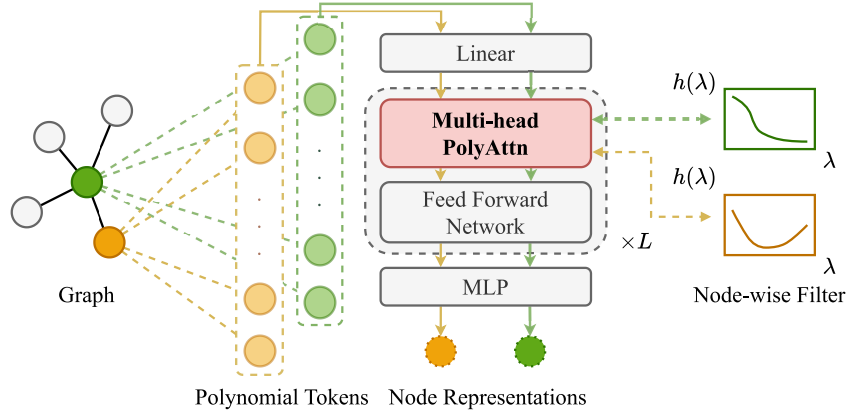 Linear
Multi-head
PolyAttn
Feed Forward
Network
×L
MLP
h(λ)
λ
h(λ)
λ
Graph
Node-wise Filter
Polynomial Tokens
Node Representations